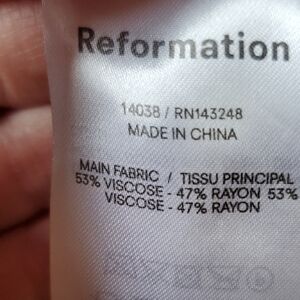 Reformation
14038 / RN143248
MADE IN CHINA
MAIN FABRIC / TISSU PRINCIPAL
53% VISCOSE - 47% RAYON 53%
VISCOSE - 47% RAYON